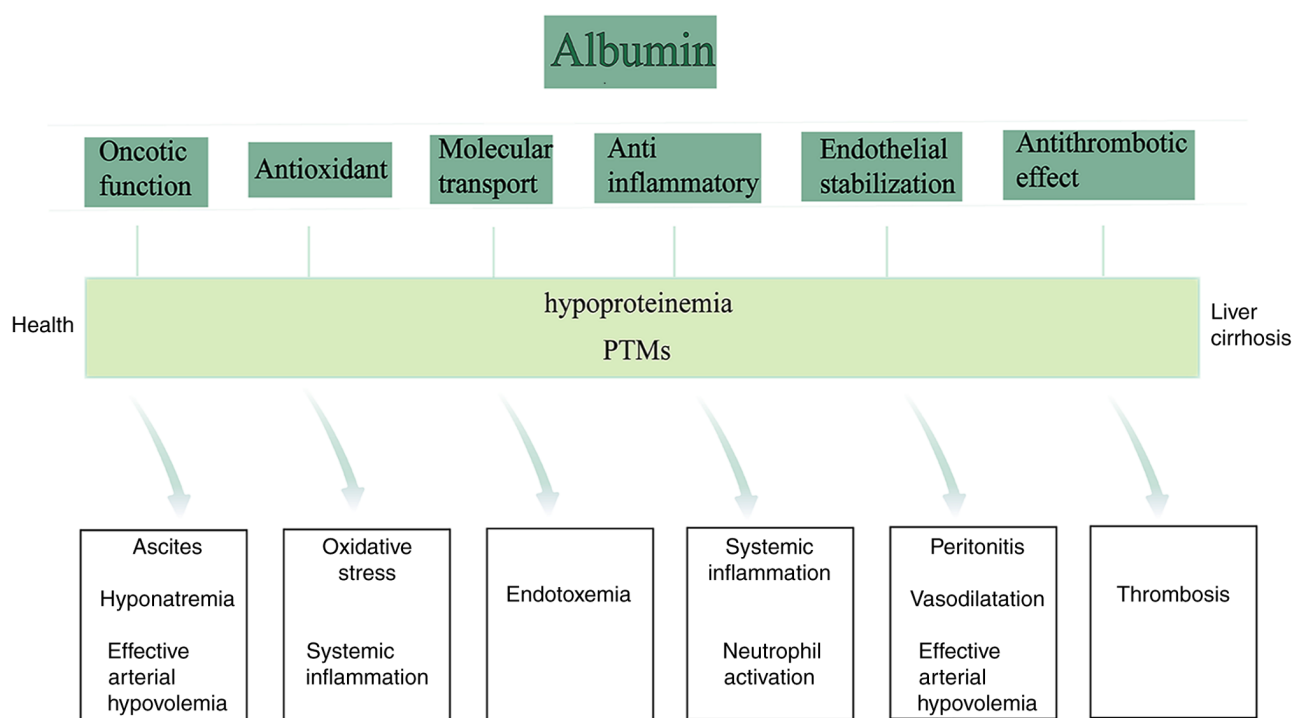 Albumin
Oncotic
function
Antioxidant
Molecular
transport
Anti
inflammatory
Endothelial
stabilization
Antithrombotic
effect
Health
hypoproteinemia
PTMs
Liver
cirrhosis
Ascites
Hyponatremia
Effective
arterial
hypovolemia
Oxidative
stress
Systemic
inflammation
Endotoxemia
Systemic
inflammation
Neutrophil
activation
Peritonitis
Vasodilatation
Effective
arterial
hypovolemia
Thrombosis